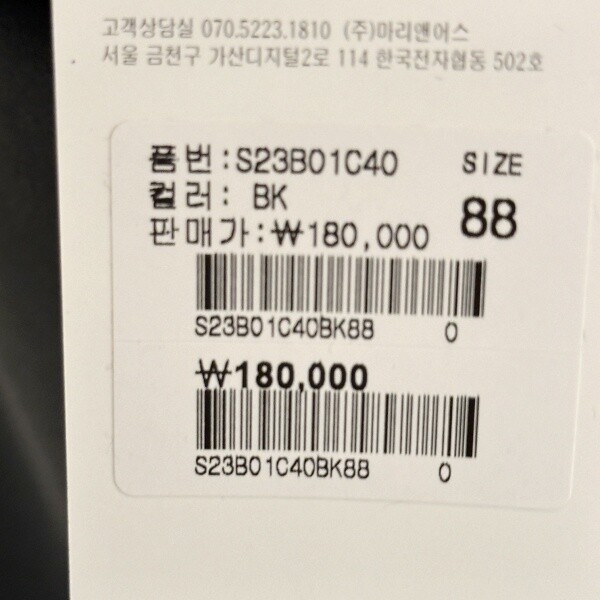 고객상담실 070.5223.1810 (주)마리앤어스
서울 금천구 가산디지털2로 114 한국전자협동 502호
품번:S23B01C40 SIZE
컬러: BK 88
판매가:₩180,000
S23B01C40BK88 0
₩180,000
S23B01C40BK88 0